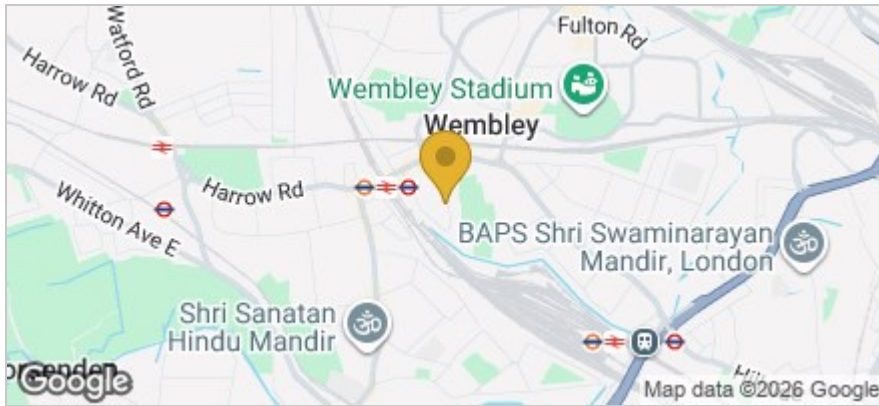 Fulton Rd
Watford Rd
Harrow Rd
Wembley Stadium
Wembley
Harrow Rd
Whitton Ave E
BAPS Shri Swaminarayan
Mandir, London
Shri Sanatan
Hindu Mandir
Google
Map data ©2026 Google